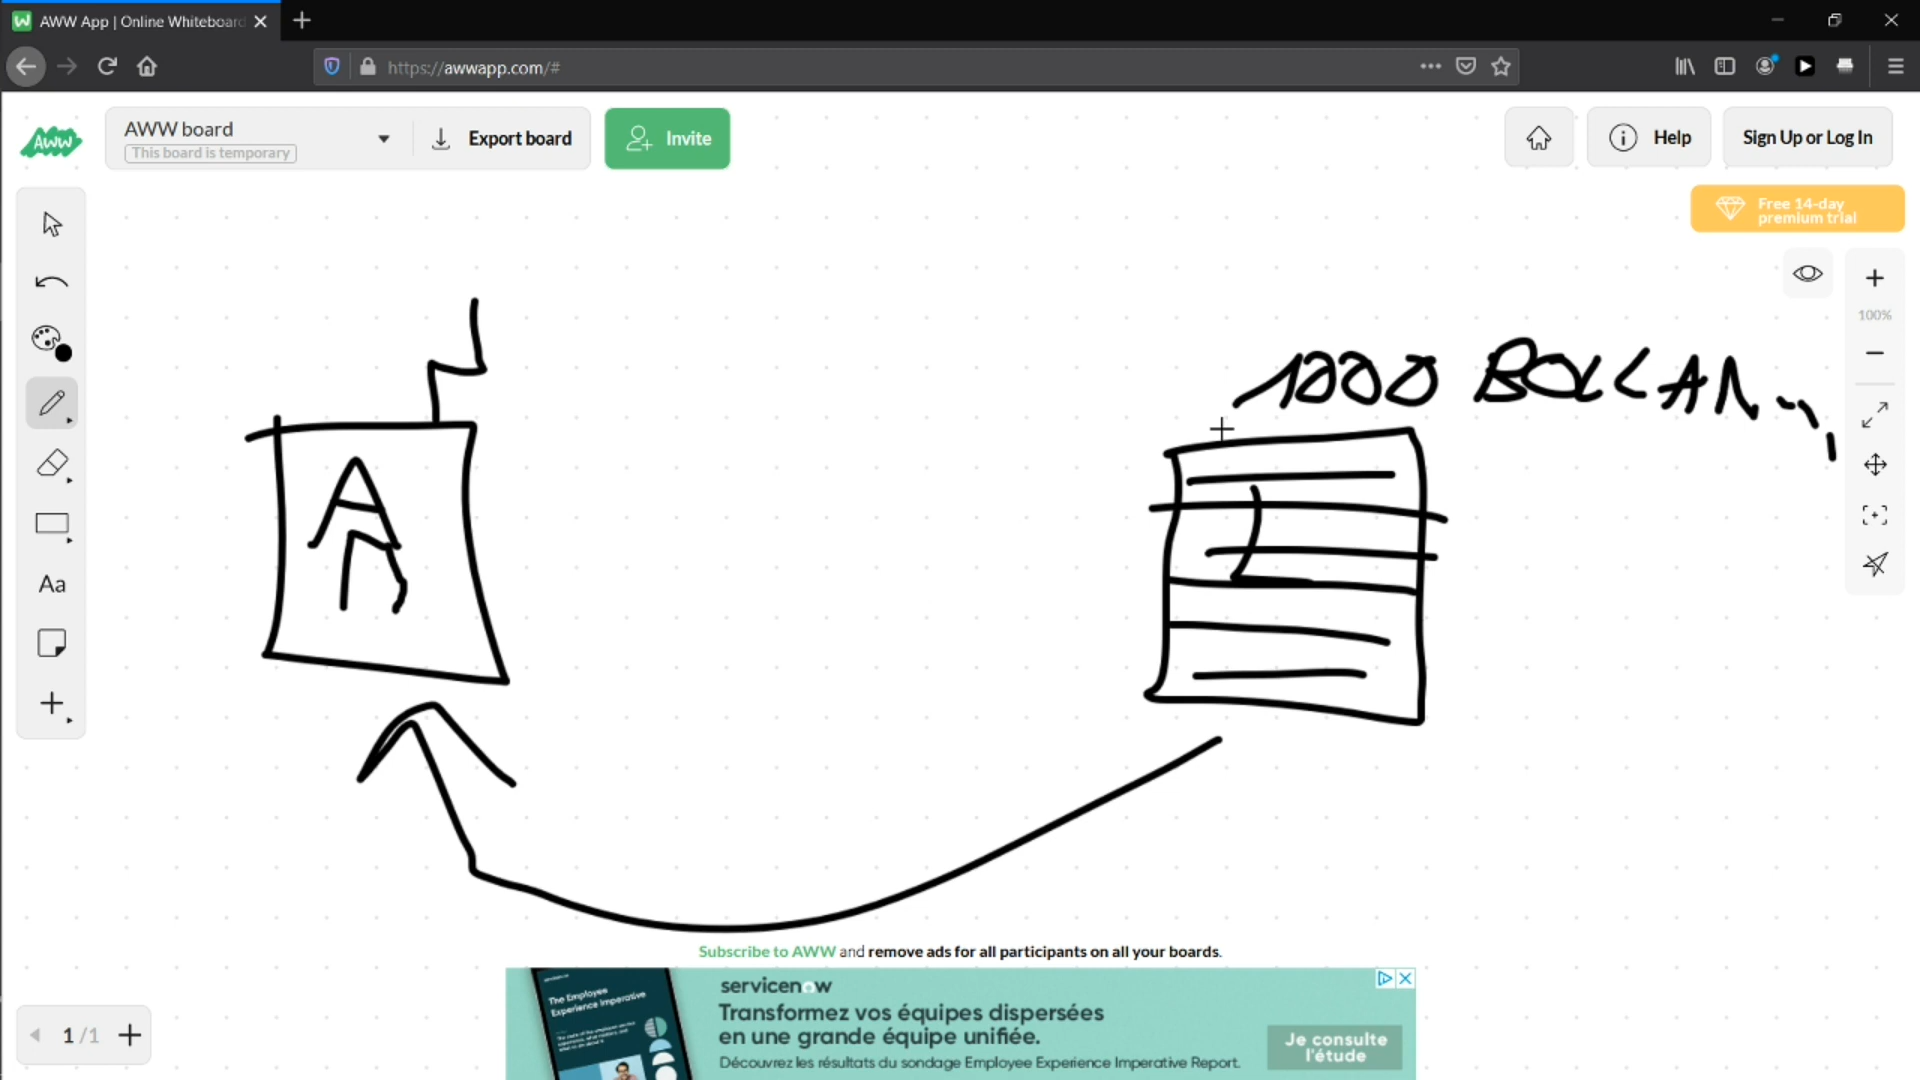 AWW App | Online Whiteboard
https://awwapp.com/#
AWW
AWW board
This board is temporary
Export board
Invite
Help
Sign Up or Log In
Free 14-day
premium trial
100%
1000 BOLLAR...
A
Aa
Subscribe to AWW and remove ads for all participants on all your boards.
The Employee
Experience Imperative
servicenow
Transformez vos équipes dispersées
en une grande équipe unifiée.
Découvrez les résultats du sondage Employee Experience Imperative Report.
Je consulte
l'étude
1 /1